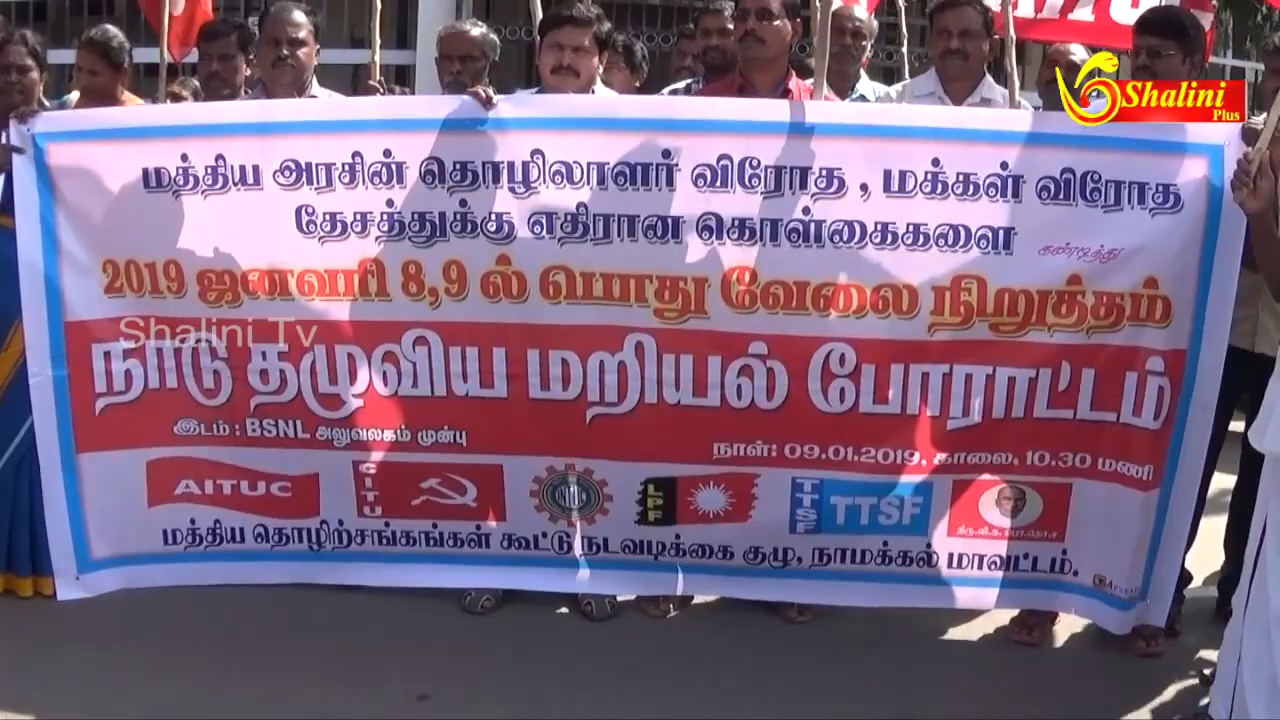 Shalini
Plus
மத்திய அரசின் தொழிலாளர் விரோத , மக்கள் விரோத
தேசத்துக்கு எதிரான கொள்கைகளை கண்டித்து
2019 ஜனவரி 8,9 ல் பொது வேலை நிறுத்தம்
Shalini Tv
நாடு தழுவிய மறியல் போராட்டம்
இடம் : BSNL அலுவலகம் முன்பு
நாள்: 09.01.2019, காலை, 10.30 மணி
AITUC
CITU
LPF
TTSF
TTSF
மத்திய தொழிற்சங்கங்கள் கூட்டு நடவடிக்கை குழு, நாமக்கல் மாவட்டம்.